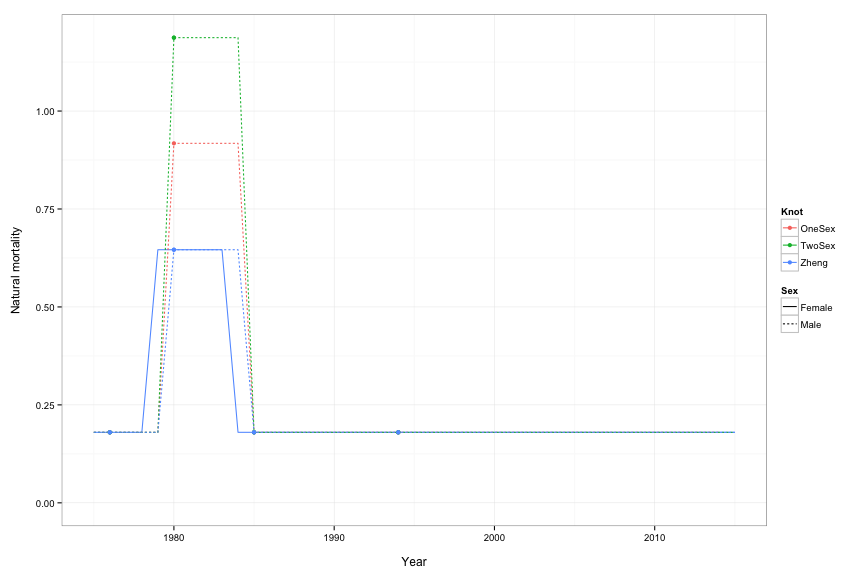 Natural mortality
1.00
0.75
0.50
0.25
0.00
1980
1990
2000
2010
Year
Knot
OneSex
TwoSex
Zheng
Sex
Female
Male